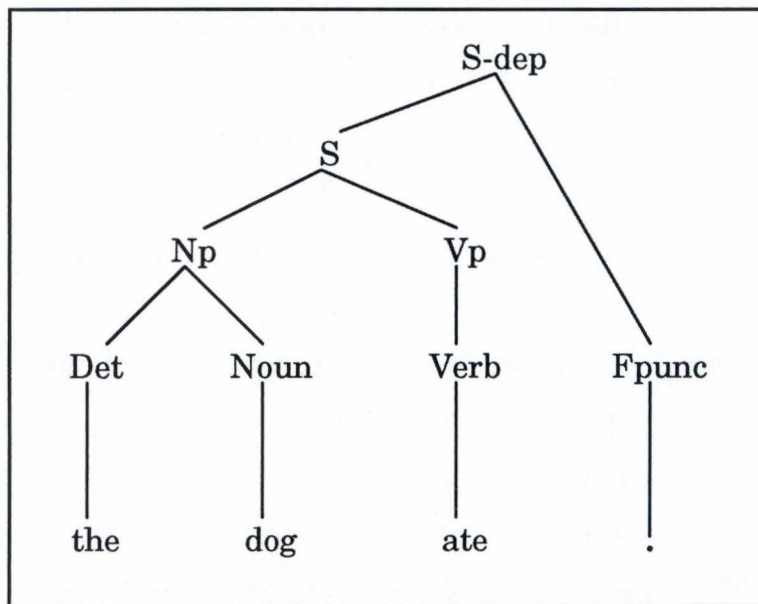 S-dep
S
Np Vp
Det Noun Verb Fpunc
the dog ate .